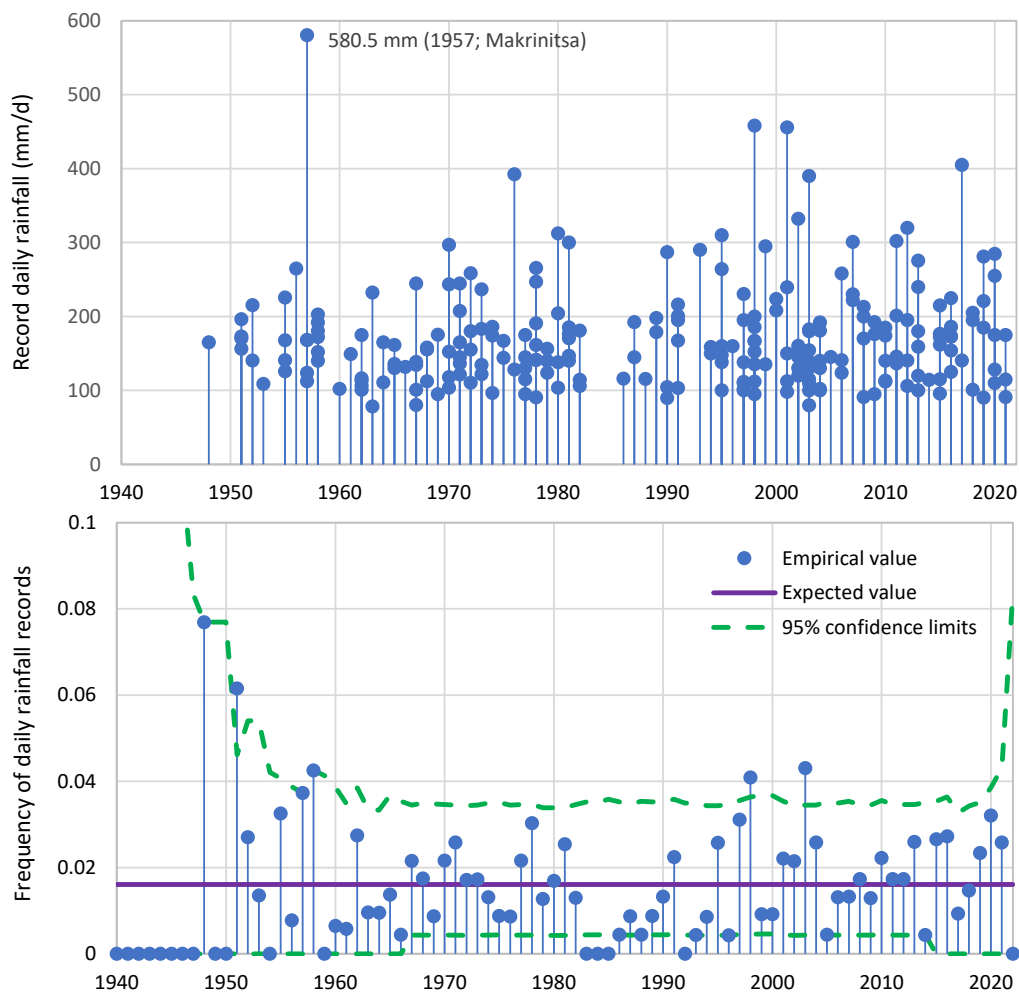 600
580.5 mm (1957; Makrinitsa)
500
400
300
200
100
0
Record daily rainfall (mm/d)
1940 1950 1960 1970 1980 1990 2000 2010 2020
0.1
Empirical value
Expected value
95% confidence limits
0.08
0.06
0.04
0.02
0
Frequency of daily rainfall records
1940 1950 1960 1970 1980 1990 2000 2010 2020